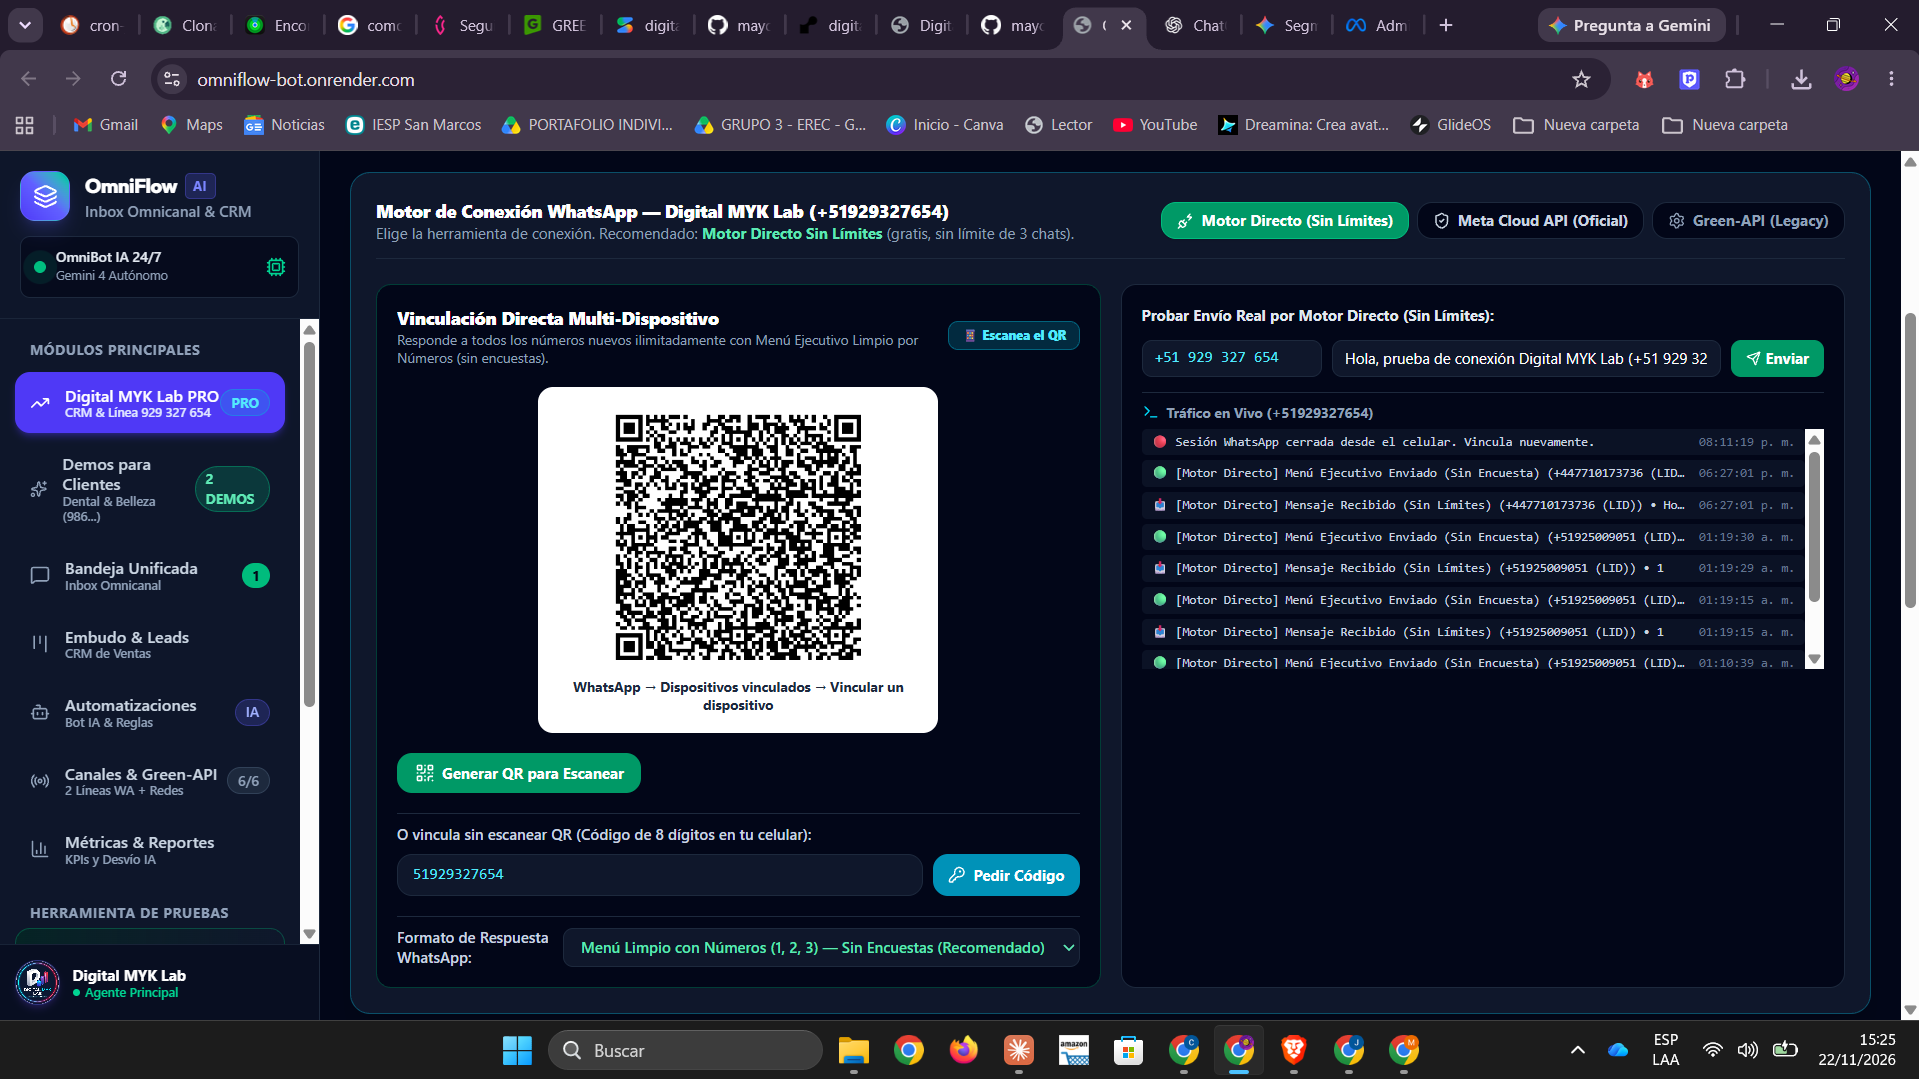 cron-
Clona
Enco
como
Segu
GREE
digita
mayc
digita
Digit
mayc
Chat
Segn
Adm
Pregunta a Gemini
omniflow-bot.onrender.com
Gmail
Maps
Noticias
IESP San Marcos
PORTAFOLIO INDIVI...
GRUPO 3 - EREC - G...
Inicio - Canva
Lector
YouTube
Dreamina: Crea avat...
GlideOS
Nueva carpeta
Nueva carpeta
OmniFlow AI
Inbox Omnicanal & CRM
OmniBot IA 24/7
Gemini 4 Autónomo
MÓDULOS PRINCIPALES
Digital MYK Lab PRO
CRM & Línea 929 327 654
PRO
Demos para
Clientes
Dental & Belleza
(986...)
2
DEMOS
Bandeja Unificada
Inbox Omnicanal
1
Embudo & Leads
CRM de Ventas
Automatizaciones
Bot IA & Reglas
IA
Canales & Green-API
2 Líneas WA + Redes
6/6
Métricas & Reportes
KPIs y Desvío IA
HERRAMIENTA DE PRUEBAS
Digital MYK Lab
Agente Principal
Motor de Conexión WhatsApp — Digital MYK Lab (+51929327654)
Elige la herramienta de conexión. Recomendado: Motor Directo Sin Límites (gratis, sin límite de 3 chats).
Motor Directo (Sin Límites)
Meta Cloud API (Oficial)
Green-API (Legacy)
Vinculación Directa Multi-Dispositivo
Responde a todos los números nuevos ilimitadamente con Menú Ejecutivo Limpio por
Números (sin encuestas).
Escanea el QR
WhatsApp → Dispositivos vinculados → Vincular un
dispositivo
Generar QR para Escanear
O vincula sin escanear QR (Código de 8 dígitos en tu celular):
51929327654
Pedir Código
Formato de Respuesta
WhatsApp:
Menú Limpio con Números (1, 2, 3) — Sin Encuestas (Recomendado)
Probar Envío Real por Motor Directo (Sin Límites):
+51 929 327 654
Hola, prueba de conexión Digital MYK Lab (+51 929 32
Enviar
Tráfico en Vivo (+51929327654)
Sesión WhatsApp cerrada desde el celular. Vincula nuevamente. 08:11:19 p. m.
[Motor Directo] Menú Ejecutivo Enviado (Sin Encuesta) (+447710173736 (LID… 06:27:01 p. m.
[Motor Directo] Mensaje Recibido (Sin Límites) (+447710173736 (LID)) • Ho… 06:27:01 p. m.
[Motor Directo] Menú Ejecutivo Enviado (Sin Encuesta) (+51925009051 (LID)… 01:19:30 a. m.
[Motor Directo] Mensaje Recibido (Sin Límites) (+51925009051 (LID)) • 1 01:19:29 a. m.
[Motor Directo] Menú Ejecutivo Enviado (Sin Encuesta) (+51925009051 (LID)… 01:19:15 a. m.
[Motor Directo] Mensaje Recibido (Sin Límites) (+51925009051 (LID)) • 1 01:19:15 a. m.
[Motor Directo] Menú Ejecutivo Enviado (Sin Encuesta) (+51925009051 (LID)… 01:10:39 a. m.
Buscar
ESP
LAA
15:25
22/11/2026